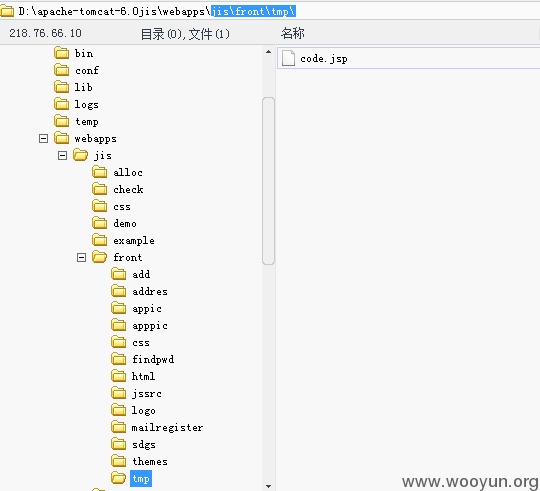 D:\apache-tomcat-6.0jis\webapps\jis\front\tmp\
218.76.66.10 目录(0),文件(1) 名称
bin
code.jsp
conf
lib
logs
temp
webapps
jis
alloc
check
css
demo
example
front
add
addres
appic
apppic
css
findpwd
html
jssrc
logo
mailregister
sdgs
themes
tmp
www.wooyun.org